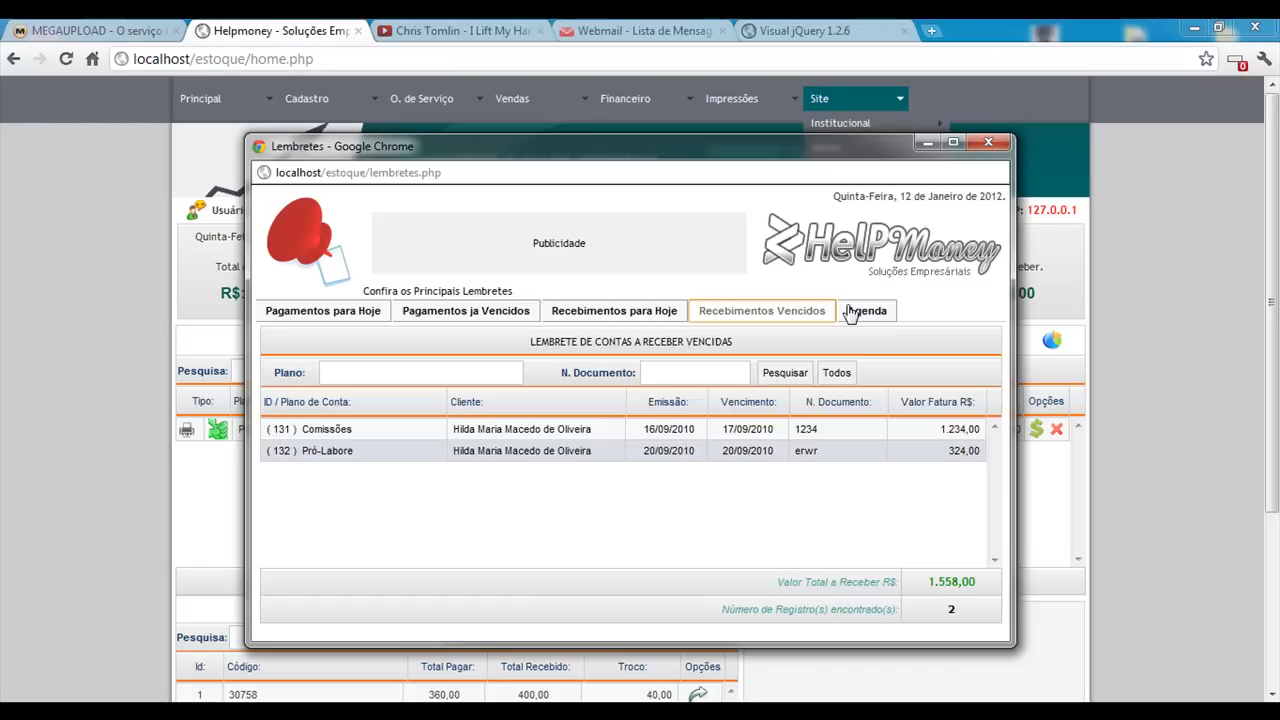 MEGAUPLOAD - O serviço
Helpmoney - Soluções Emp
Chris Tomlin - I Lift My Han
Webmail - Lista de Mensag
Visual jQuery 1.2.6
localhost/estoque/home.php
0
Principal
Cadastro
O. de Serviço
Vendas
Financeiro
Impressões
Site
Institucional
Lembretes - Google Chrome
localhost/estoque/lembretes.php
Quinta-Feira, 12 de Janeiro de 2012.
Publicidade
HelpMoney
Soluções Empresáriais
Confira os Principais Lembretes
Pagamentos para Hoje
Pagamentos ja Vencidos
Recebimentos para Hoje
Recebimentos Vencidos
genda
LEMBRETE DE CONTAS A RECEBER VENCIDAS
Plano:
N. Documento:
Pesquisar
Todos
ID / Plano de Conta: Cliente: Emissão: Vencimento: N. Documento: Valor Fatura R$:
( 131 ) Comissões Hilda Maria Macedo de Oliveira 16/09/2010 17/09/2010 1234 1.234,00
( 132 ) Pró-Labore Hilda Maria Macedo de Oliveira 20/09/2010 20/09/2010 erwr 324,00
Valor Total a Receber R$: 1.558,00
Número de Registro(s) encontrado(s): 2
Usuári
P: 127.0.0.1
Quinta-Fei
Total
ber.
R$:
00
Pesquisa:
Tipo:
Opções
Pesquisa:
Id: Código: Total Pagar: Total Recebido: Troco: Opções
1 30758 360,00 400,00 40,00